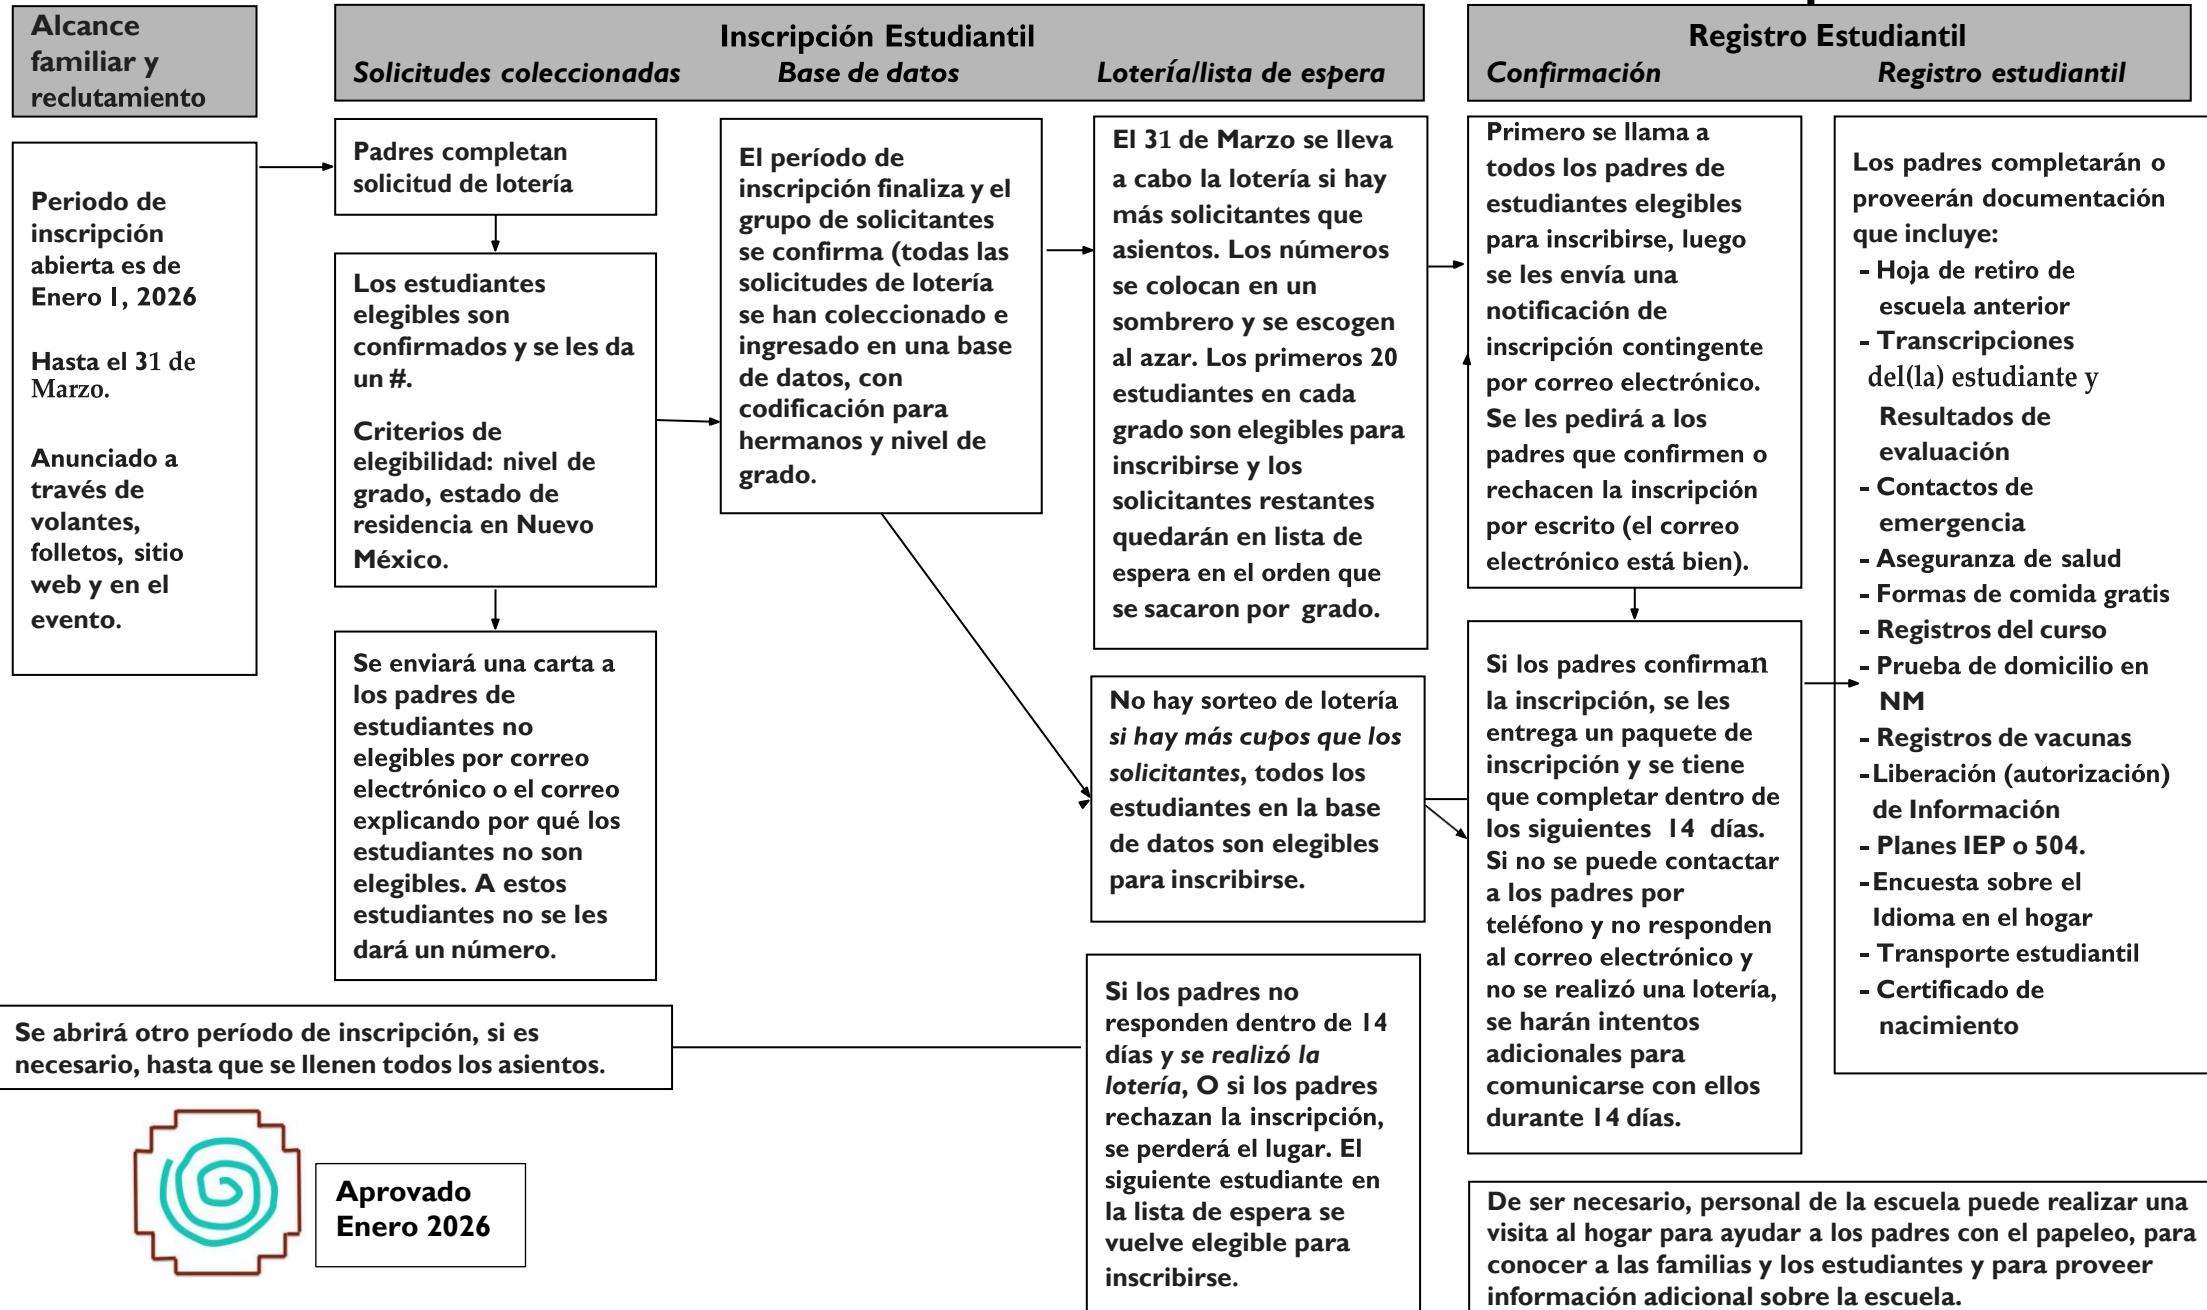 Alcance
familiar y
reclutamiento
Periodo de
inscripción
abierta es de
Enero 1, 2026
Hasta el 31 de
Marzo.
Anunciado a
través de
volantes,
folletos, sitio
web y en el
evento.
Inscripción Estudiantil
Solicitudes coleccionadas
Base de datos
Lotería/lista de espera
Padres completan
solicitud de lotería
Los estudiantes
elegibles son
confirmados y se les da
un #.
Criterios de
elegibilidad: nivel de
grado, estado de
residencia en Nuevo
México.
Se enviará una carta a
los padres de
estudiantes no
elegibles por correo
electrónico o el correo
explicando por qué los
estudiantes no son
elegibles. A estos
estudiantes no se les
dará un número.
El período de
inscripción finaliza y el
grupo de solicitantes
se confirma (todas las
solicitudes de lotería
se han coleccionado e
ingresado en una base
de datos, con
codificación para
hermanos y nivel de
grado.
El 31 de Marzo se lleva
a cabo la lotería si hay
más solicitantes que
asientos. Los números
se colocan en un
sombrero y se escogen
al azar. Los primeros 20
estudiantes en cada
grado son elegibles para
inscribirse y los
solicitantes restantes
quedarán en lista de
espera en el orden que
se sacaron por grado.
No hay sorteo de lotería
si hay más cupos que los
solicitantes, todos los
estudiantes en la base
de datos son elegibles
para inscribirse.
Si los padres no
responden dentro de 14
días y se realizó la
lotería, O si los padres
rechazan la inscripción,
se perderá el lugar. El
siguiente estudiante en
la lista de espera se
vuelve elegible para
inscribirse.
Registro Estudiantil
Confirmación
Registro estudiantil
Primero se llama a
todos los padres de
estudiantes elegibles
para inscribirse, luego
se les envía una
notificación de
inscripción contingente
por correo electrónico.
Se les pedirá a los
padres que confirmen o
rechacen la inscripción
por escrito (el correo
electrónico está bien).
Si los padres confirman
la inscripción, se les
entrega un paquete de
inscripción y se tiene
que completar dentro de
los siguientes 14 días.
Si no se puede contactar
a los padres por
teléfono y no responden
al correo electrónico y
no se realizó una lotería,
se harán intentos
adicionales para
comunicarse con ellos
durante 14 días.
Los padres completarán o
proveerán documentación
que incluye:
- Hoja de retiro de
escuela anterior
- Transcripciones
del(la) estudiante y
Resultados de
evaluación
- Contactos de
emergencia
- Aseguranza de salud
- Formas de comida gratis
- Registros del curso
- Prueba de domicilio en
NM
- Registros de vacunas
-Liberación (autorización)
de Información
- Planes IEP o 504.
-Encuesta sobre el
Idioma en el hogar
- Transporte estudiantil
- Certificado de
nacimiento
De ser necesario, personal de la escuela puede realizar una
visita al hogar para ayudar a los padres con el papeleo, para
conocer a las familias y los estudiantes y para proveer
información adicional sobre la escuela.
Se abrirá otro período de inscripción, si es
necesario, hasta que se llenen todos los asientos.
Aprovado
Enero 2026